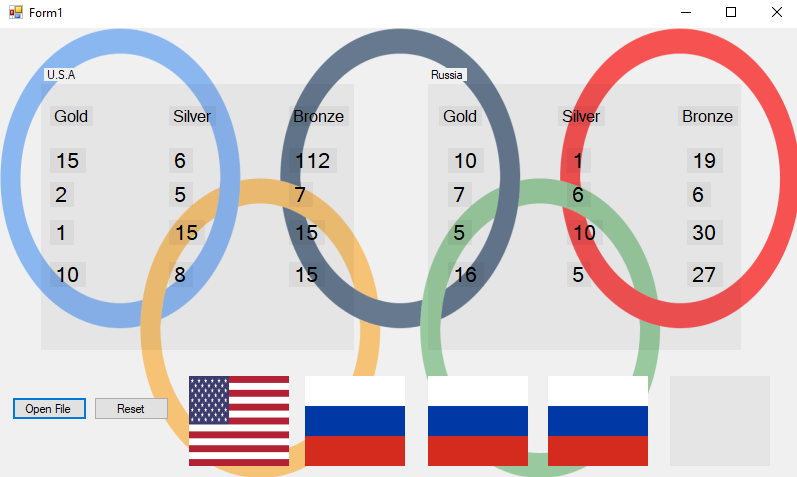 Form1
U.S.A
Gold Silver Bronze
15 6 112
2 5 7
1 15 15
10 8 15
Russia
Gold Silver Bronze
10 1 19
7 6 6
5 10 30
16 5 27
Open File
Reset